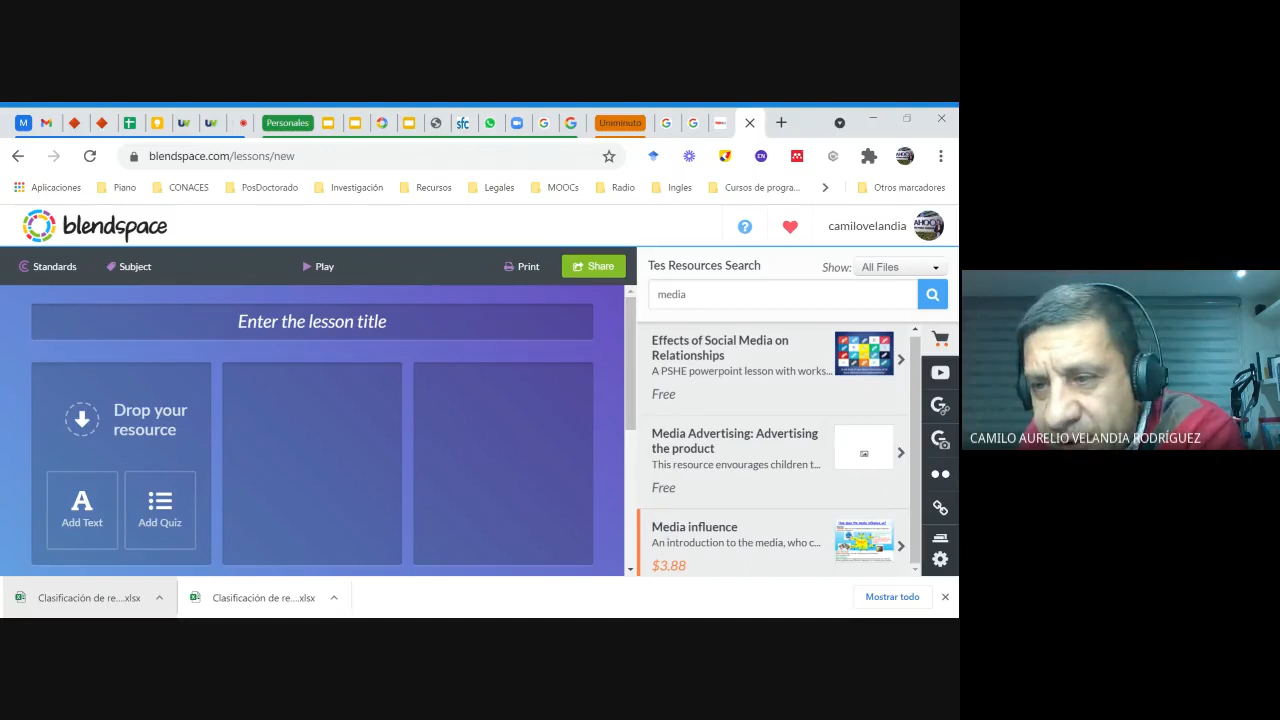 Personales
sfc
Uniminuto
EN
blendspace.com/lessons/new
Aplicaciones
Piano
CONACES
PosDoctorado
Investigación
Recursos
Legales
MOOCs
Radio
Ingles
Cursos de progra...
Otros marcadores
blendspace
camilovelandia
Standards
Subject
Play
Print
Share
Tes Resources Search
Show:
All Files
media
Enter the lesson title
Drop your
resource
A
Add Text
Add Quiz
Effects of Social Media on
Relationships
A PSHE powerpoint lesson with works...
Free
Media Advertising: Advertising
the product
This resource envourages children t...
Free
Media influence
An introduction to the media, who c...
$3.88
Clasificación de re....xlsx
Clasificación de re....xlsx
Mostrar todo
CAMILO AURELIO VELANDIA RODRÍGUEZ